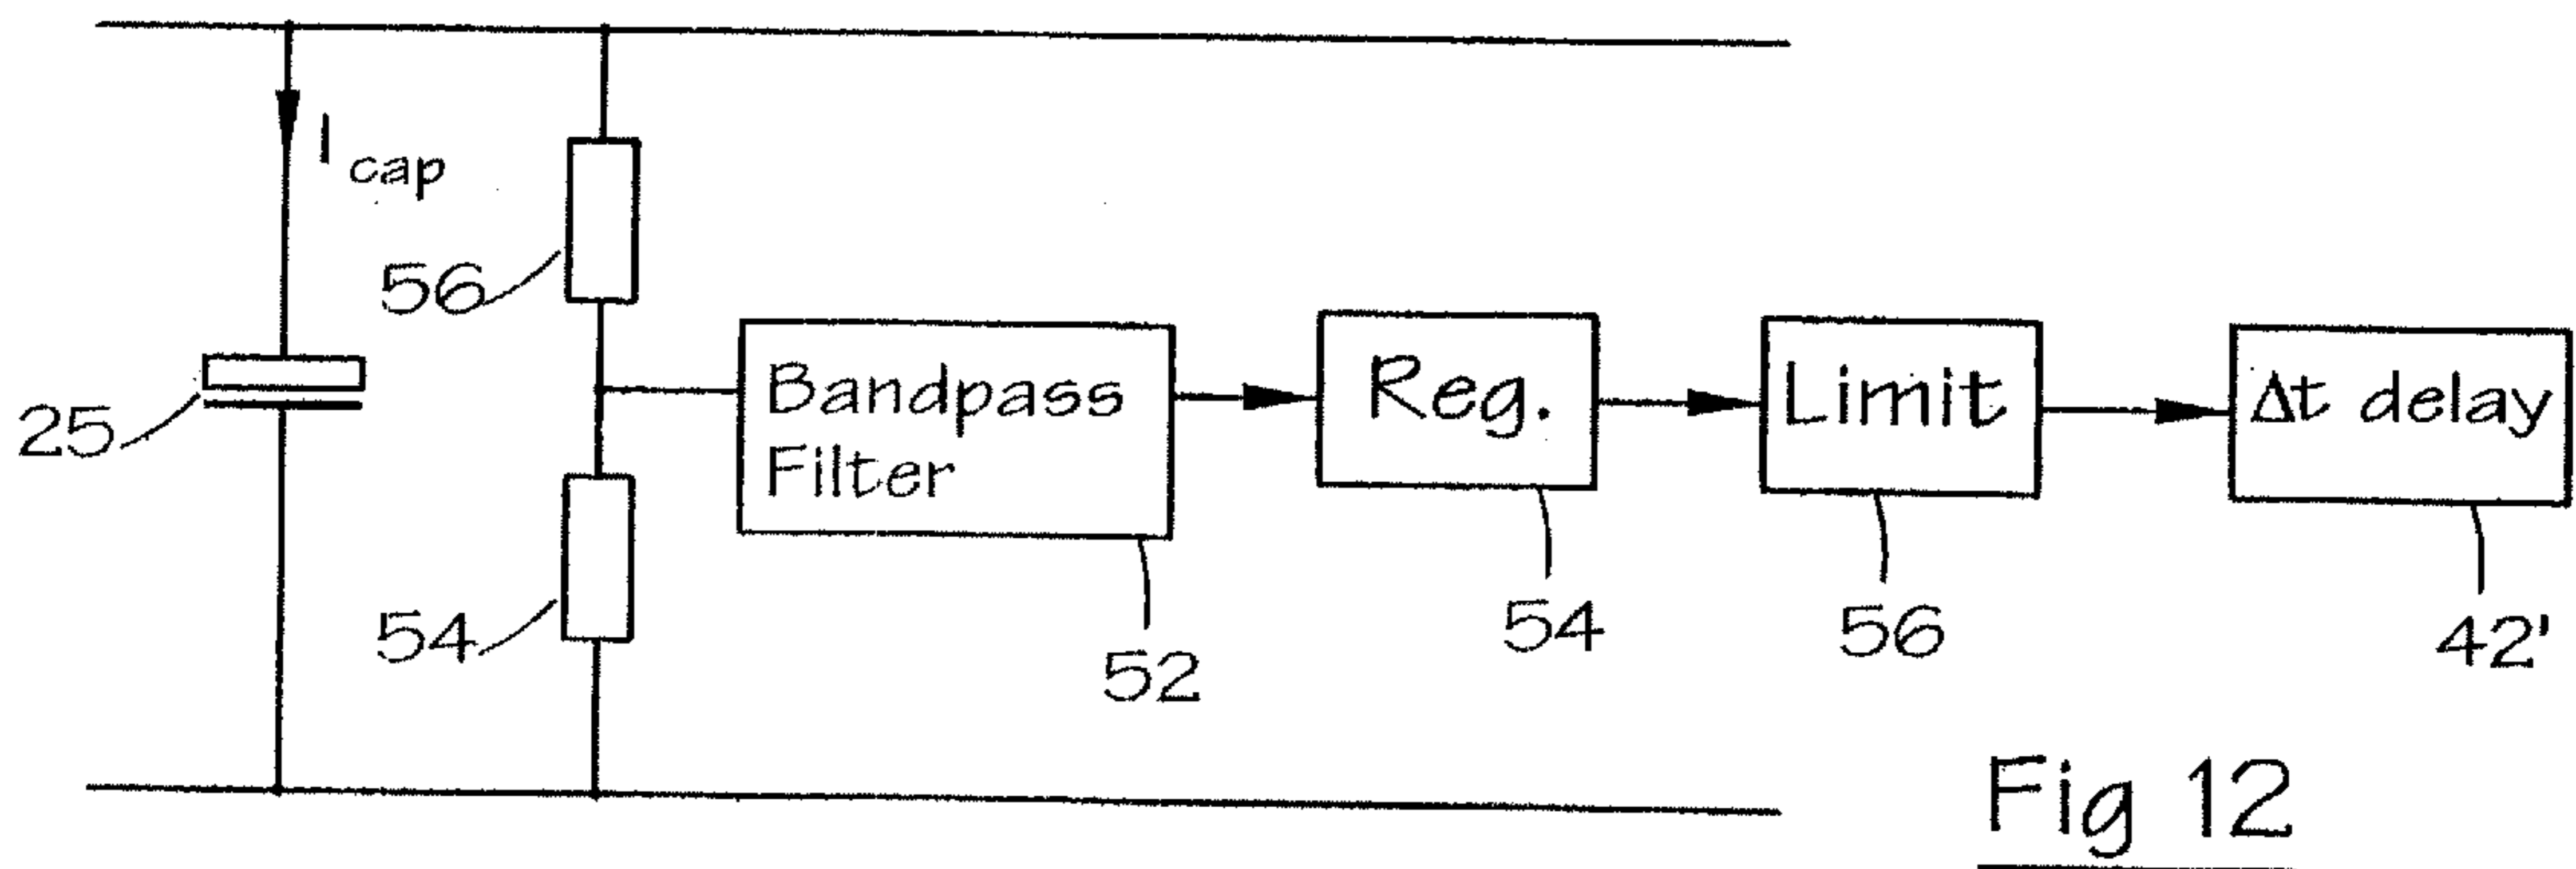 I cap
56
25
54
Bandpass
Filter
52
Reg.
54
Limit
56
Δt delay
42'
Fig 12